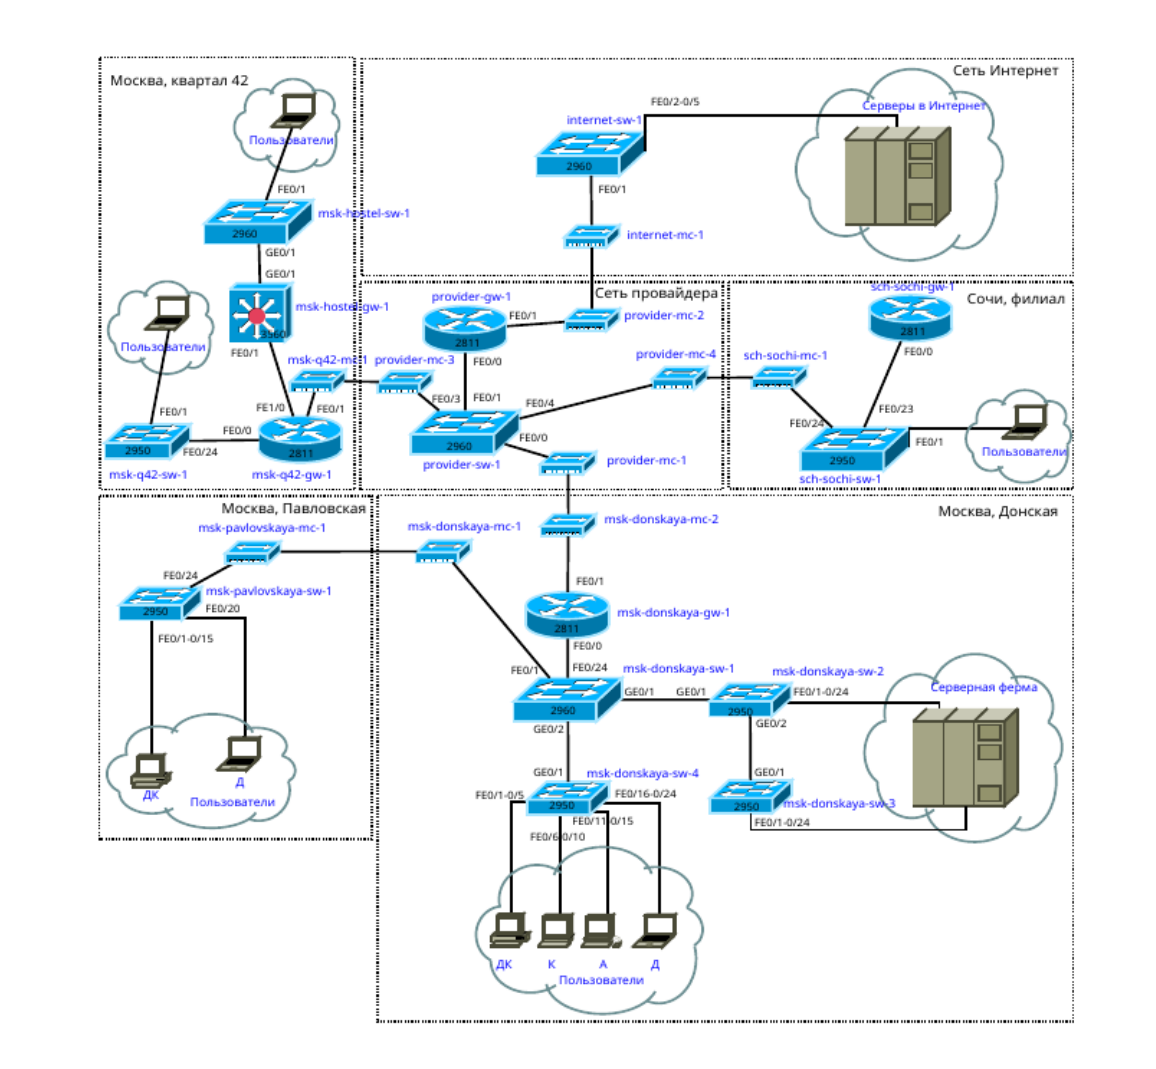 Москва, квартал 42
Пользователи
FE0/1
msk-hostel-sw-1
2960
GE0/1
GE0/1
msk-hostel-gw-1
3560
FE0/1
Пользователи
msk-q42-mc-1
FE0/1
FE1/0
FE0/1
FE0/0
2950
FE0/24
2811
msk-q42-sw-1
msk-q42-gw-1
Сеть Интернет
FE0/2-0/5
Серверы в Интернет
internet-sw-1
2960
FE0/1
internet-mc-1
Сеть провайдера
provider-gw-1
FE0/1
provider-mc-2
2811
provider-mc-3
FE0/0
provider-mc-4
FE0/3
FE0/1
FE0/4
2960
FE0/0
provider-sw-1
provider-mc-1
sch-sochi-gw-1
Сочи, филиал
2811
sch-sochi-mc-1
FE0/0
FE0/24
FE0/23
FE0/1
2950
Пользователи
sch-sochi-sw-1
Москва, Павловская
msk-pavlovskaya-mc-1
FE0/24
msk-pavlovskaya-sw-1
2950
FE0/20
FE0/1-0/15
ДК
Д
Пользователи
Москва, Донская
msk-donskaya-mc-1
msk-donskaya-mc-2
FE0/1
msk-donskaya-gw-1
2811
FE0/0
FE0/1
FE0/24
msk-donskaya-sw-1
msk-donskaya-sw-2
GE0/1
GE0/1
FE0/1-0/24
Серверная ферма
2960
2950
GE0/2
GE0/2
GE0/1
msk-donskaya-sw-4
GE0/1
FE0/1-0/5
2950
FE0/16-0/24
2950
msk-donskaya-sw-3
FE0/11-0/15
FE0/1-0/24
FE0/6-0/10
ДК
К
А
Д
Пользователи